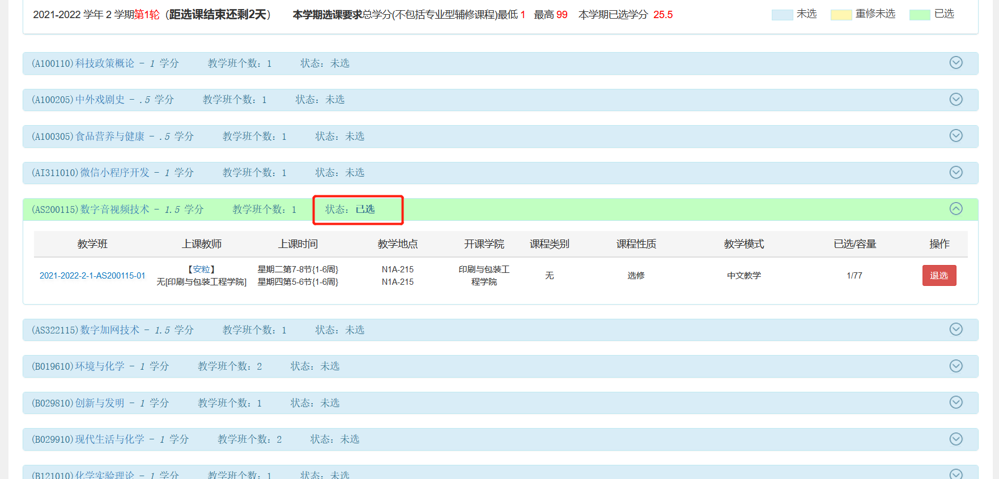 2021-2022 学年 2 学期第1轮（距选课结束还剩2天） 本学期选课要求总学分(不包括专业型辅修课程)最低 1 最高 99 本学期已选学分 25.5 未选 重修未选 已选
(A100110)科技政策概论 - 1 学分 教学班个数：1 状态：未选
(A100205)中外戏剧史 - .5 学分 教学班个数：1 状态：未选
(A100305)食品营养与健康 - .5 学分 教学班个数：1 状态：未选
(AI311010)微信小程序开发 - 1 学分 教学班个数：1 状态：未选
(AS200115)数字音视频技术 - 1.5 学分 教学班个数：1 状态：已选
教学班 上课教师 上课时间 教学地点 开课学院 课程类别 课程性质 教学模式 已选/容量 操作
【安粒】 星期二第7-8节{1-6周} N1A-215 印刷与包装工
2021-2022-2-1-AS200115-01 无 选修 中文教学 1/77 退选
无[印刷与包装工程学院] 星期四第5-6节{1-6周} N1A-215 程学院
(AS322115)数字加网技术 - 1.5 学分 教学班个数：1 状态：未选
(B019610)环境与化学 - 1 学分 教学班个数：2 状态：未选
(B029810)创新与发明 - 1 学分 教学班个数：1 状态：未选
(B029910)现代生活与化学 - 1 学分 教学班个数：2 状态：未选
(B121010)化学实验理论 - 1 学分 教学班个数：1 状态：未选